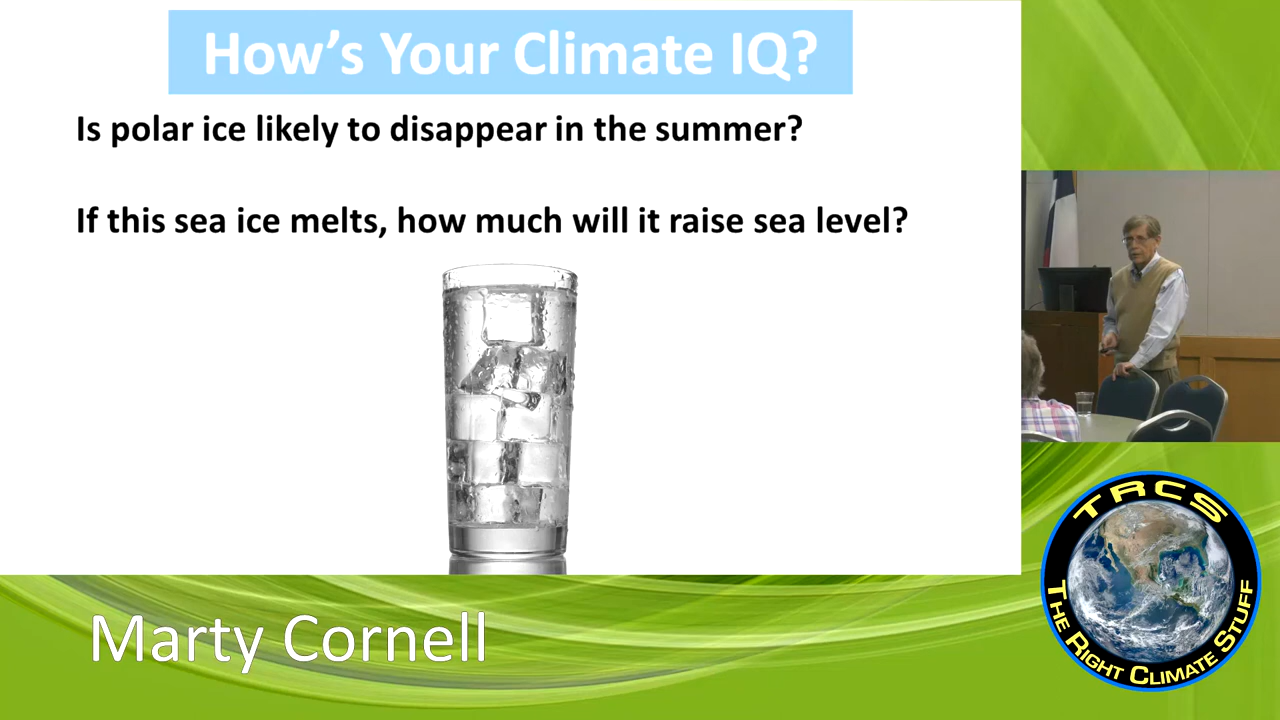 How's Your Climate IQ?
Is polar ice likely to disappear in the summer?
If this sea ice melts, how much will it raise sea level?
Marty Cornell
TRCS
THE RIGHT CLIMATE STUFF